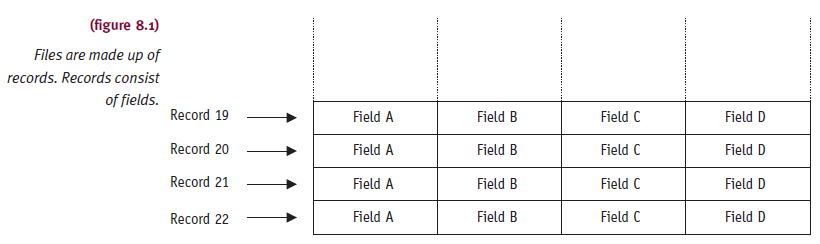 (figure 8.1)
Files are made up of
records. Records consist
of fields.
Record 19 Field A Field B Field C Field D
Record 20 Field A Field B Field C Field D
Record 21 Field A Field B Field C Field D
Record 22 Field A Field B Field C Field D